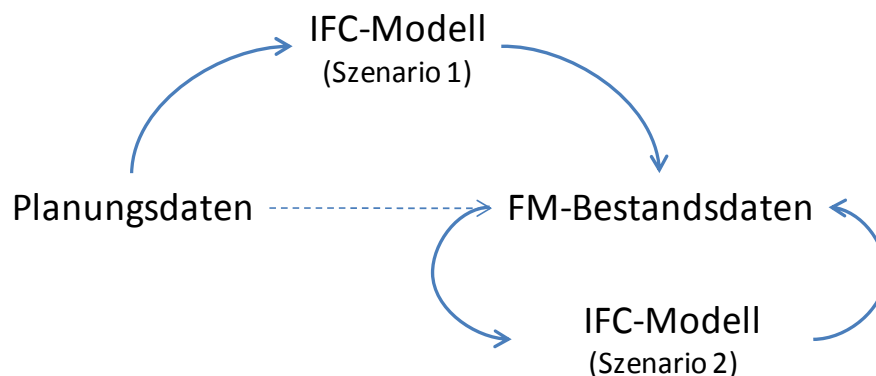 IFC-Modell
(Szenario 1)
Planungsdaten
FM-Bestandsdaten
IFC-Modell
(Szenario 2)